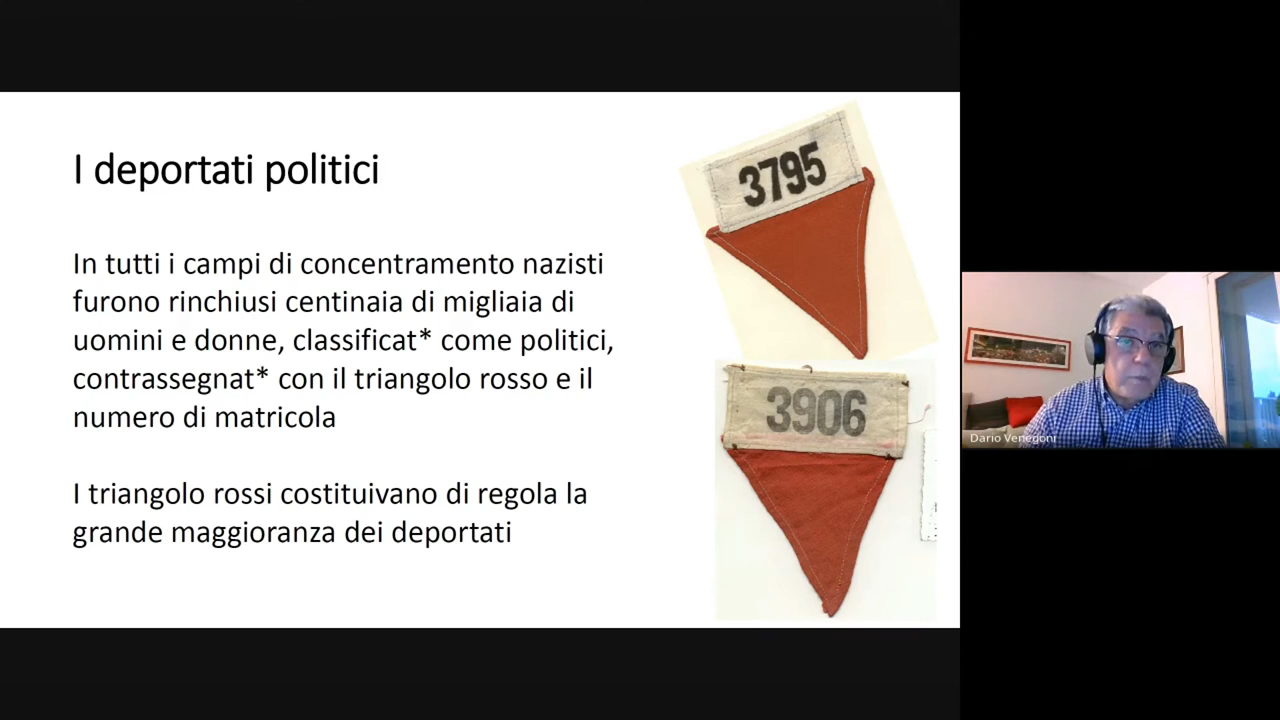 I deportati politici
In tutti i campi di concentramento nazisti
furono rinchiusi centinaia di migliaia di
uomini e donne, classificat* come politici,
contrassegnat* con il triangolo rosso e il
numero di matricola
I triangolo rossi costituivano di regola la
grande maggioranza dei deportati
3795
3906
Dario Venegoni